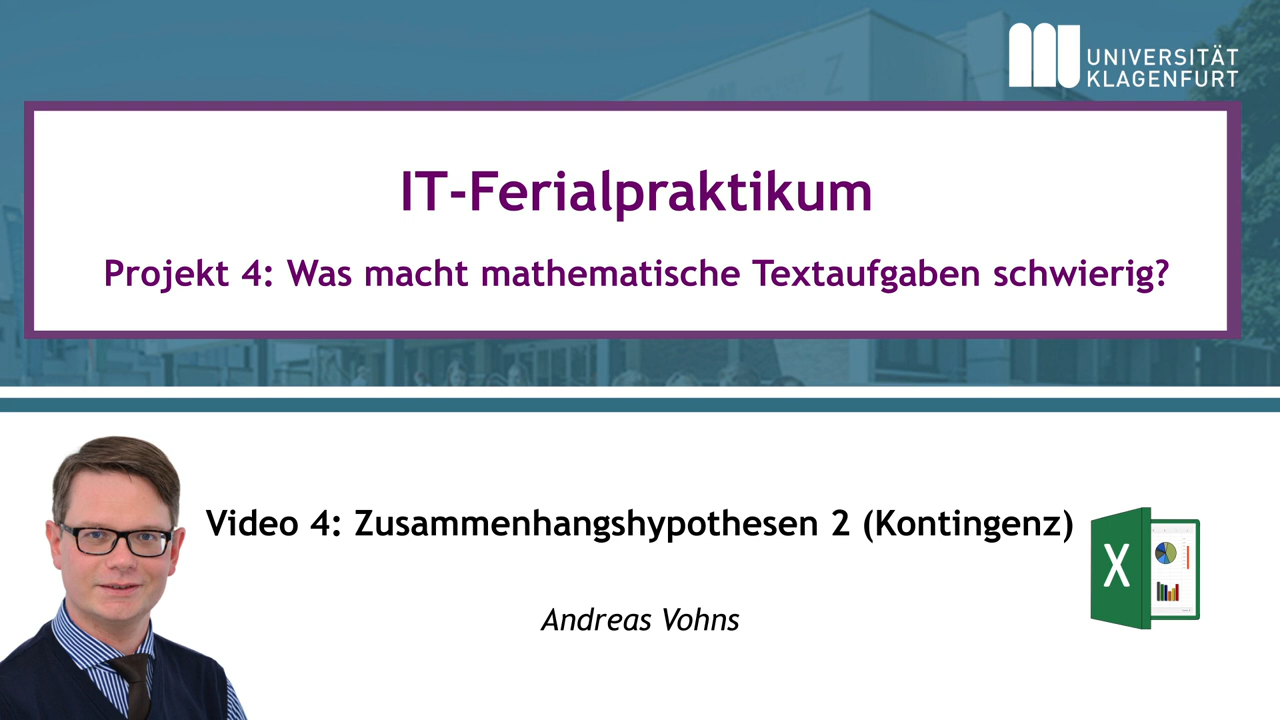 UNIVERSITÄT
KLAGENFURT
IT-Ferialpraktikum
Projekt 4: Was macht mathematische Textaufgaben schwierig?
Video 4: Zusammenhangshypothesen 2 (Kontingenz)
X
Andreas Vohns